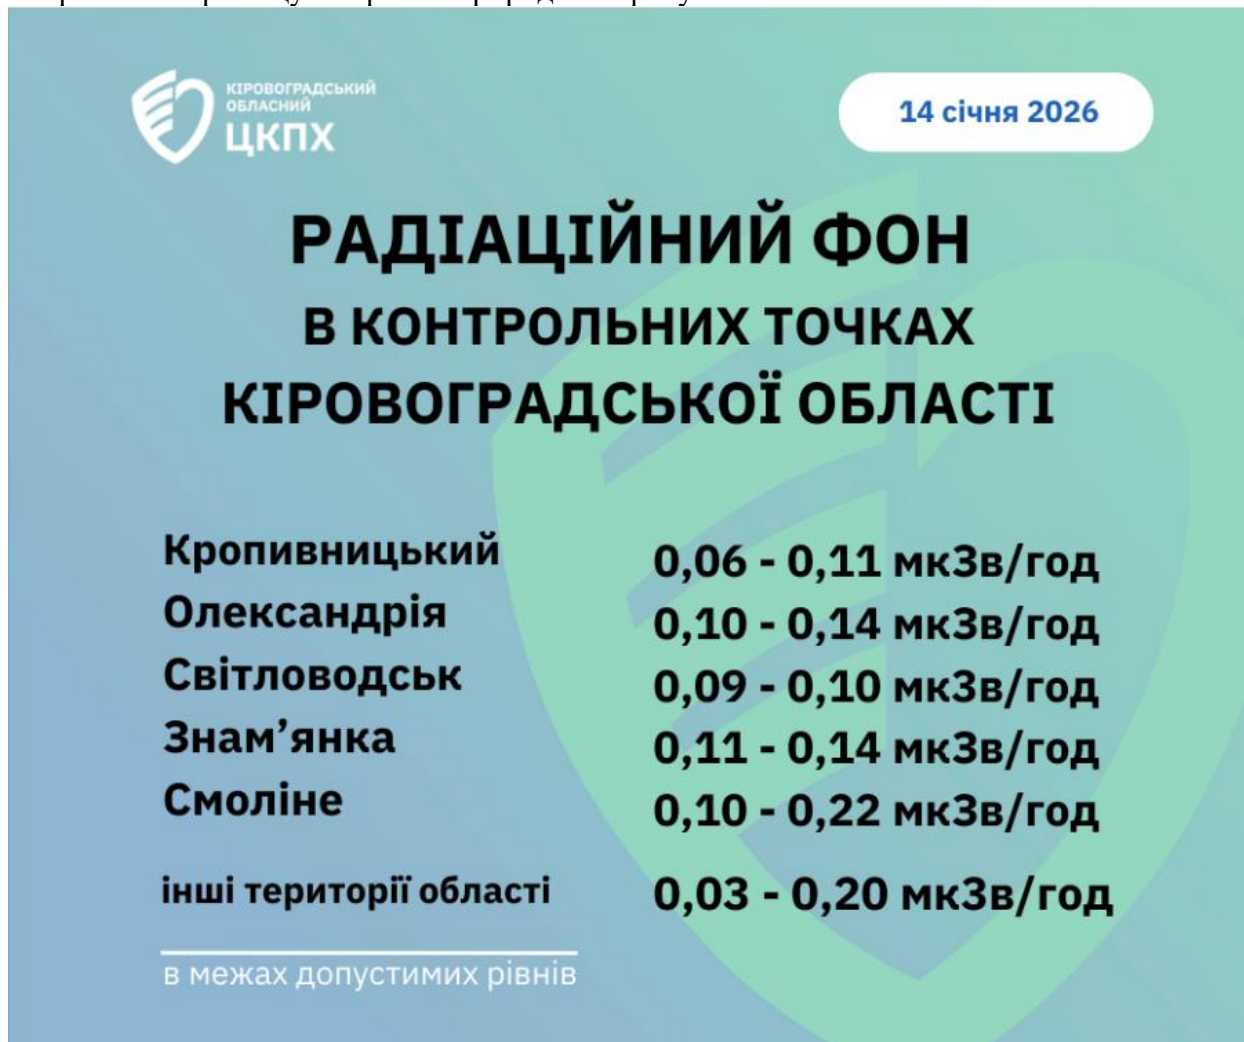 КІРОВОГРАДСЬКИЙ
ОБЛАСНИЙ
ЦКПХ
14 січня 2026
РАДІАЦІЙНИЙ ФОН
В КОНТРОЛЬНИХ ТОЧКАХ
КІРОВОГРАДСЬКОЇ ОБЛАСТІ
Кропивницький 0,06 - 0,11 мкЗв/год
Олександрія 0,10 - 0,14 мкЗв/год
Світловодськ 0,09 - 0,10 мкЗв/год
Знам’янка 0,11 - 0,14 мкЗв/год
Смоліне 0,10 - 0,22 мкЗв/год
інші території області 0,03 - 0,20 мкЗв/год
в межах допустимих рівнів